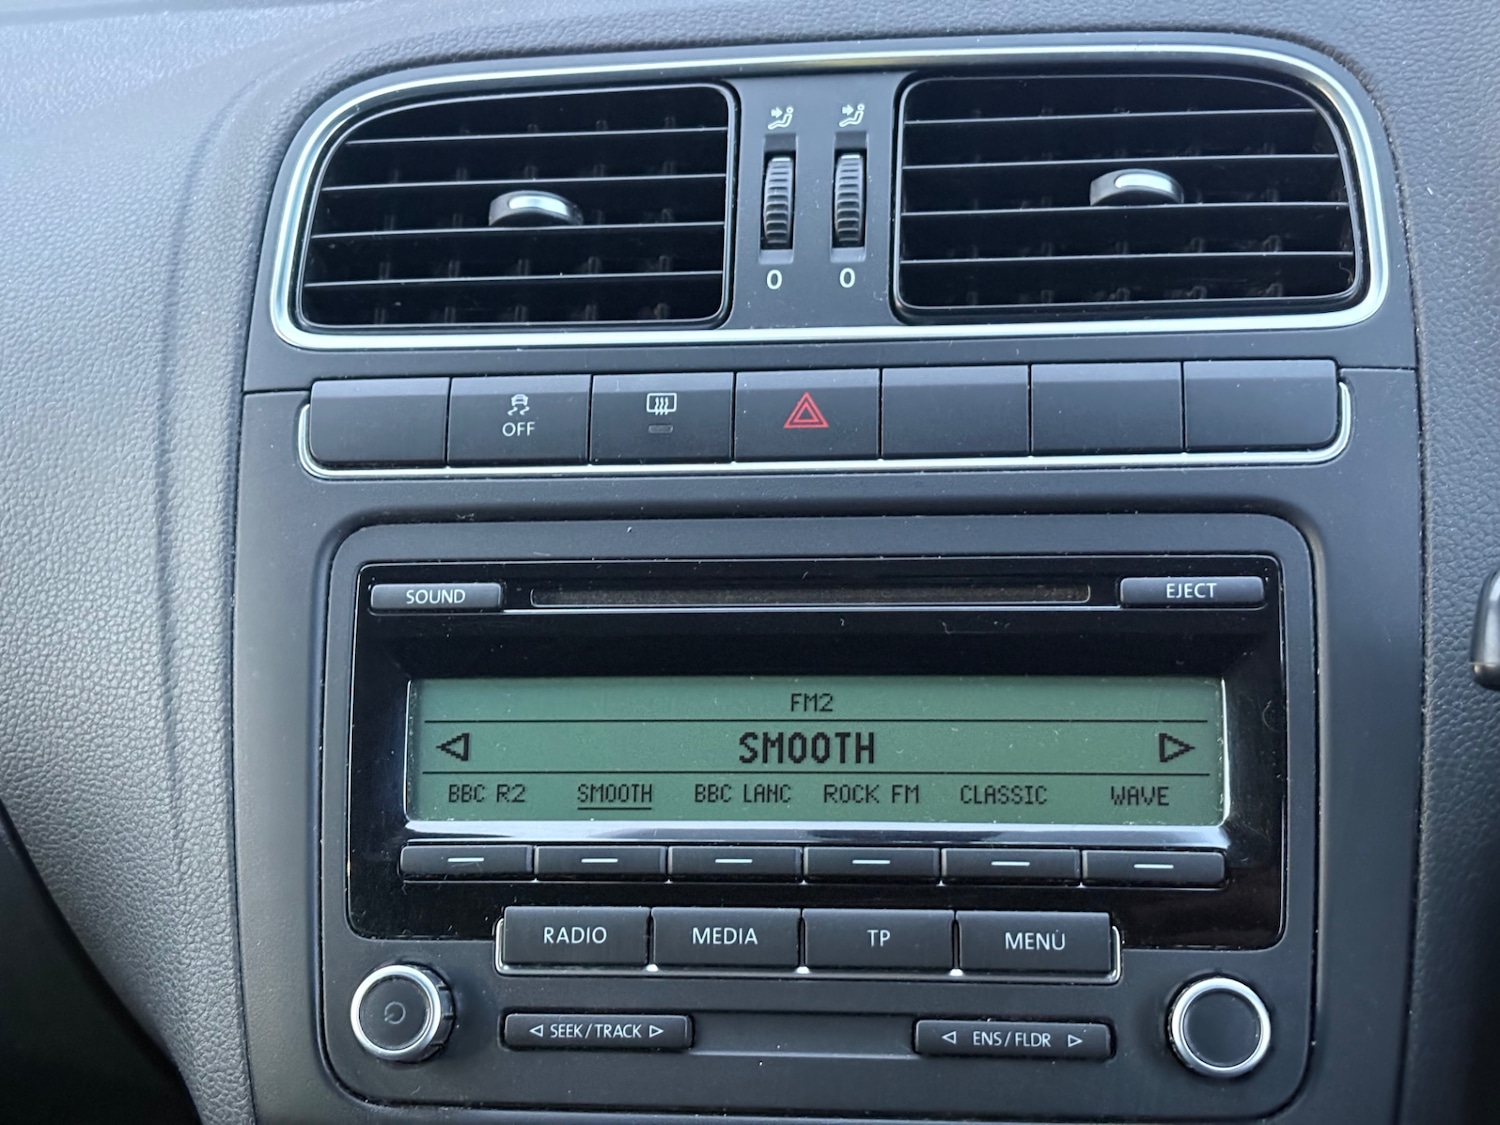 0 0
OFF
SOUND EJECT
FM2
SMOOTH
BBC R2 SMOOTH BBC LANC ROCK FM CLASSIC WAVE
RADIO MEDIA TP MENU
SEEK/TRACK ENS/FLDR